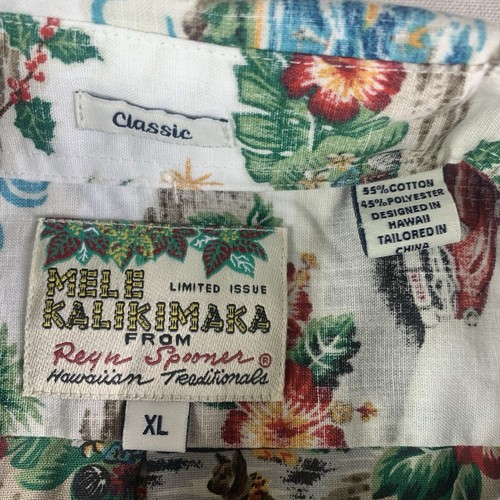 Classic
55% COTTON
45% POLYESTER
DESIGNED IN
HAWAII
TAILORED IN
CHINA
MELE LIMITED ISSUE
KALIKIMAKA
FROM
Reyn Spooner®
Hawaiian Traditionals
XL